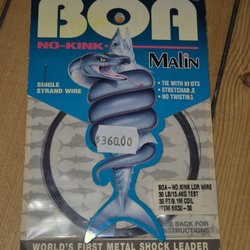 BOA
NO-KINK
Malin
SINGLE
STRAND WIRE
• TIE WITH KNOTS
• STRETCHABLE
• NO TWISTING
$360.00
BOA-NO KINK LDR WIRE
30 LB/13.6KG TEST
30 FT/9.1M COIL
BACK FOR
INSTRUCTIONS
WORLD'S FIRST METAL SHOCK LEADER